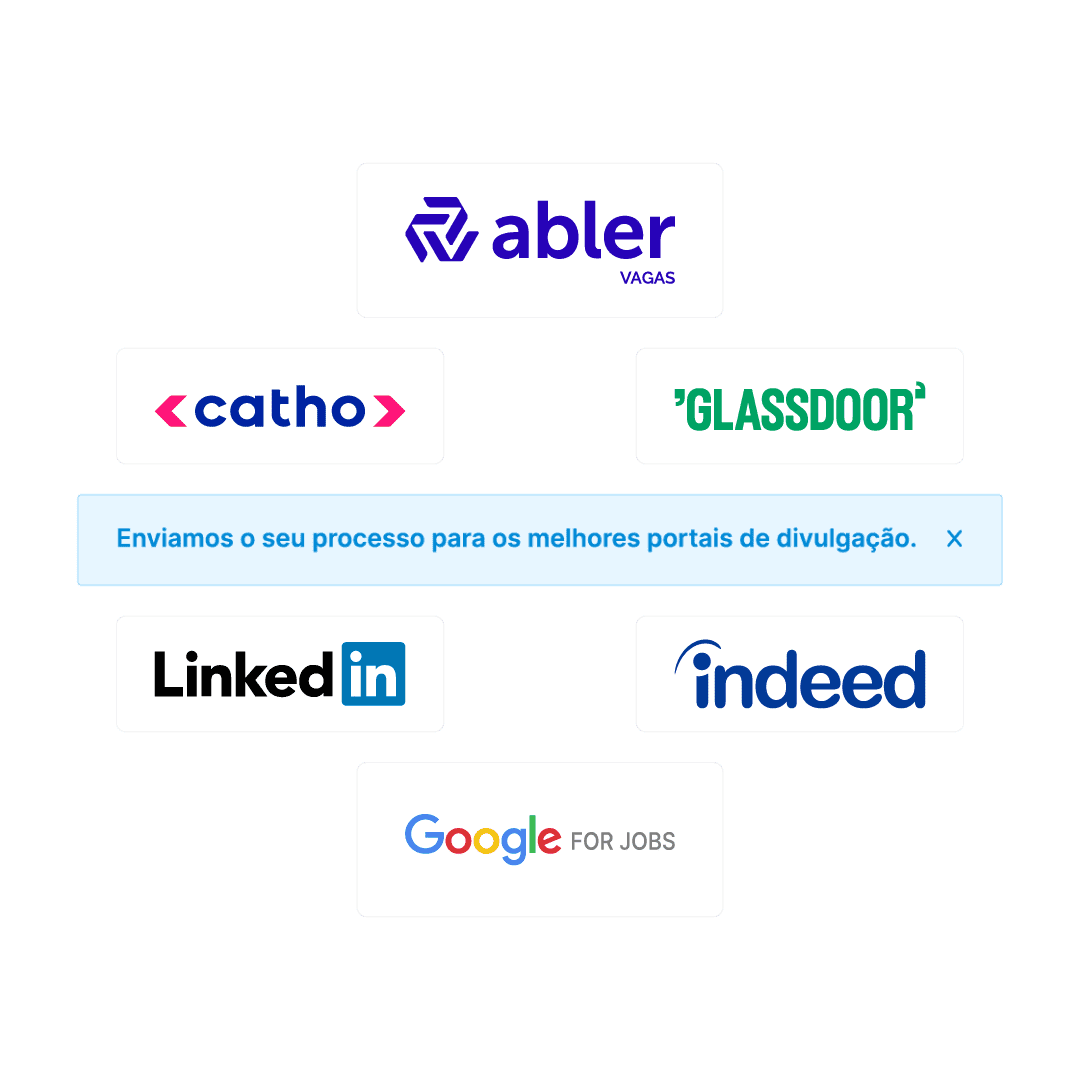 abler
VAGAS
catho
GLASSDOOR
Enviamos o seu processo para os melhores portais de divulgação. X
Linked in
indeed
Google FOR JOBS